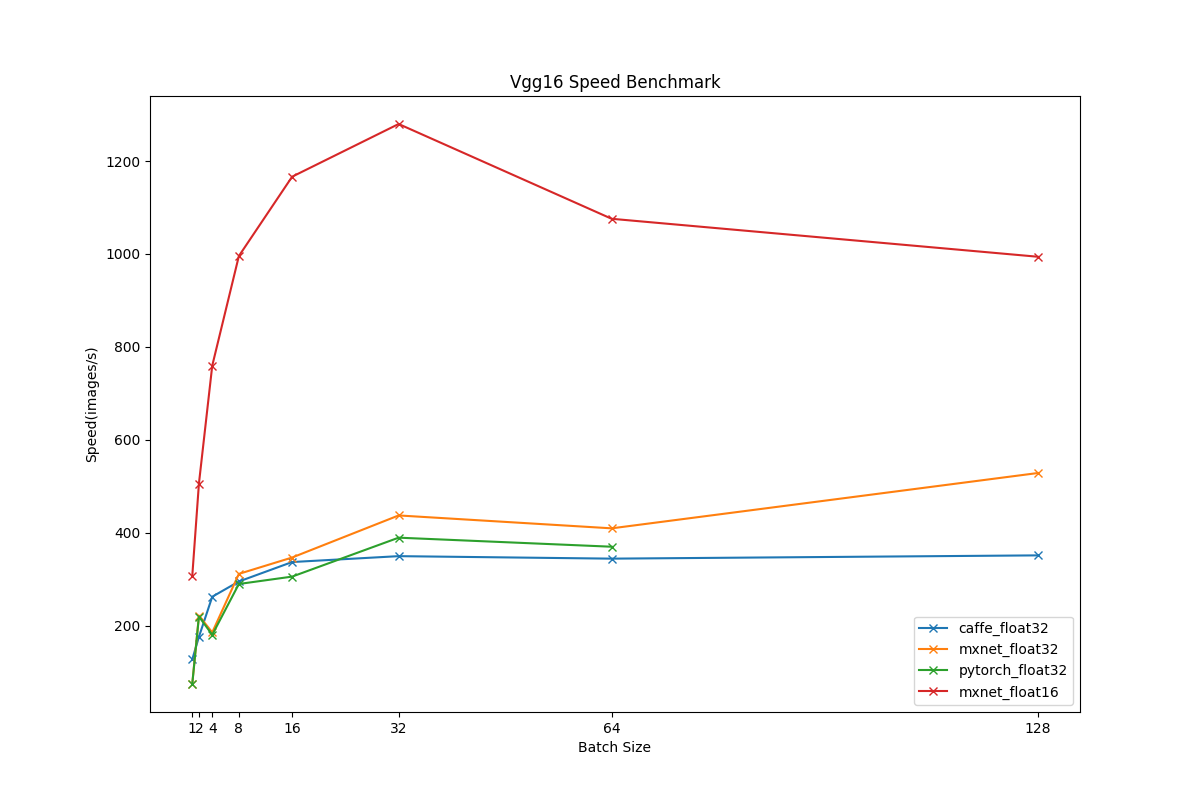 Vgg16 Speed Benchmark
1200
1000
800
600
400
200
Speed(images/s)
1 2 4 8 16 32 64 128
Batch Size
caffe_float32
mxnet_float32
pytorch_float32
mxnet_float16